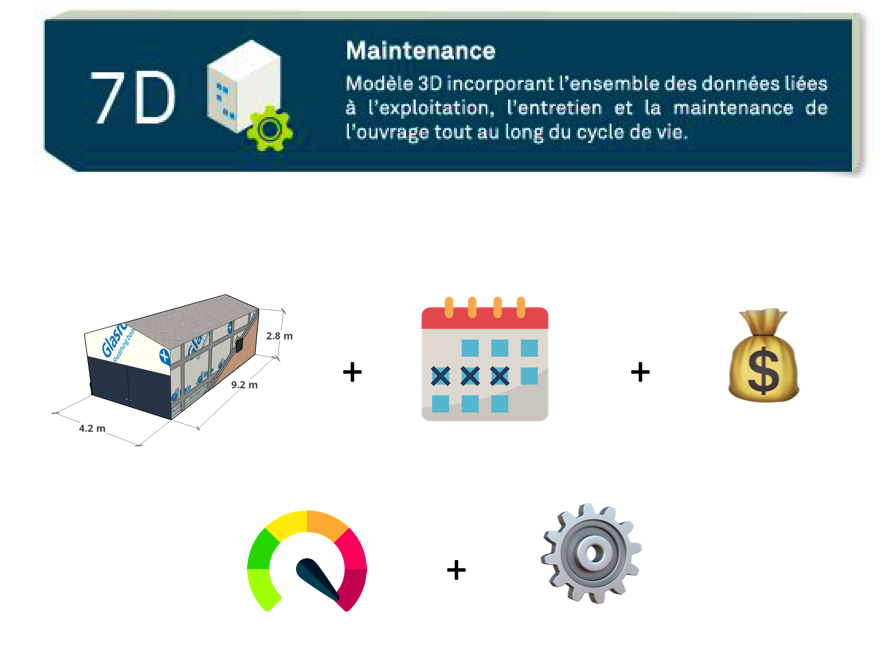 7D
Maintenance
Modèle 3D incorporant l'ensemble des données liées
à l'exploitation, l'entretien et la maintenance de
l'ouvrage tout au long du cycle de vie.
2.8 m
9.2 m
4.2 m
+
+
$
+